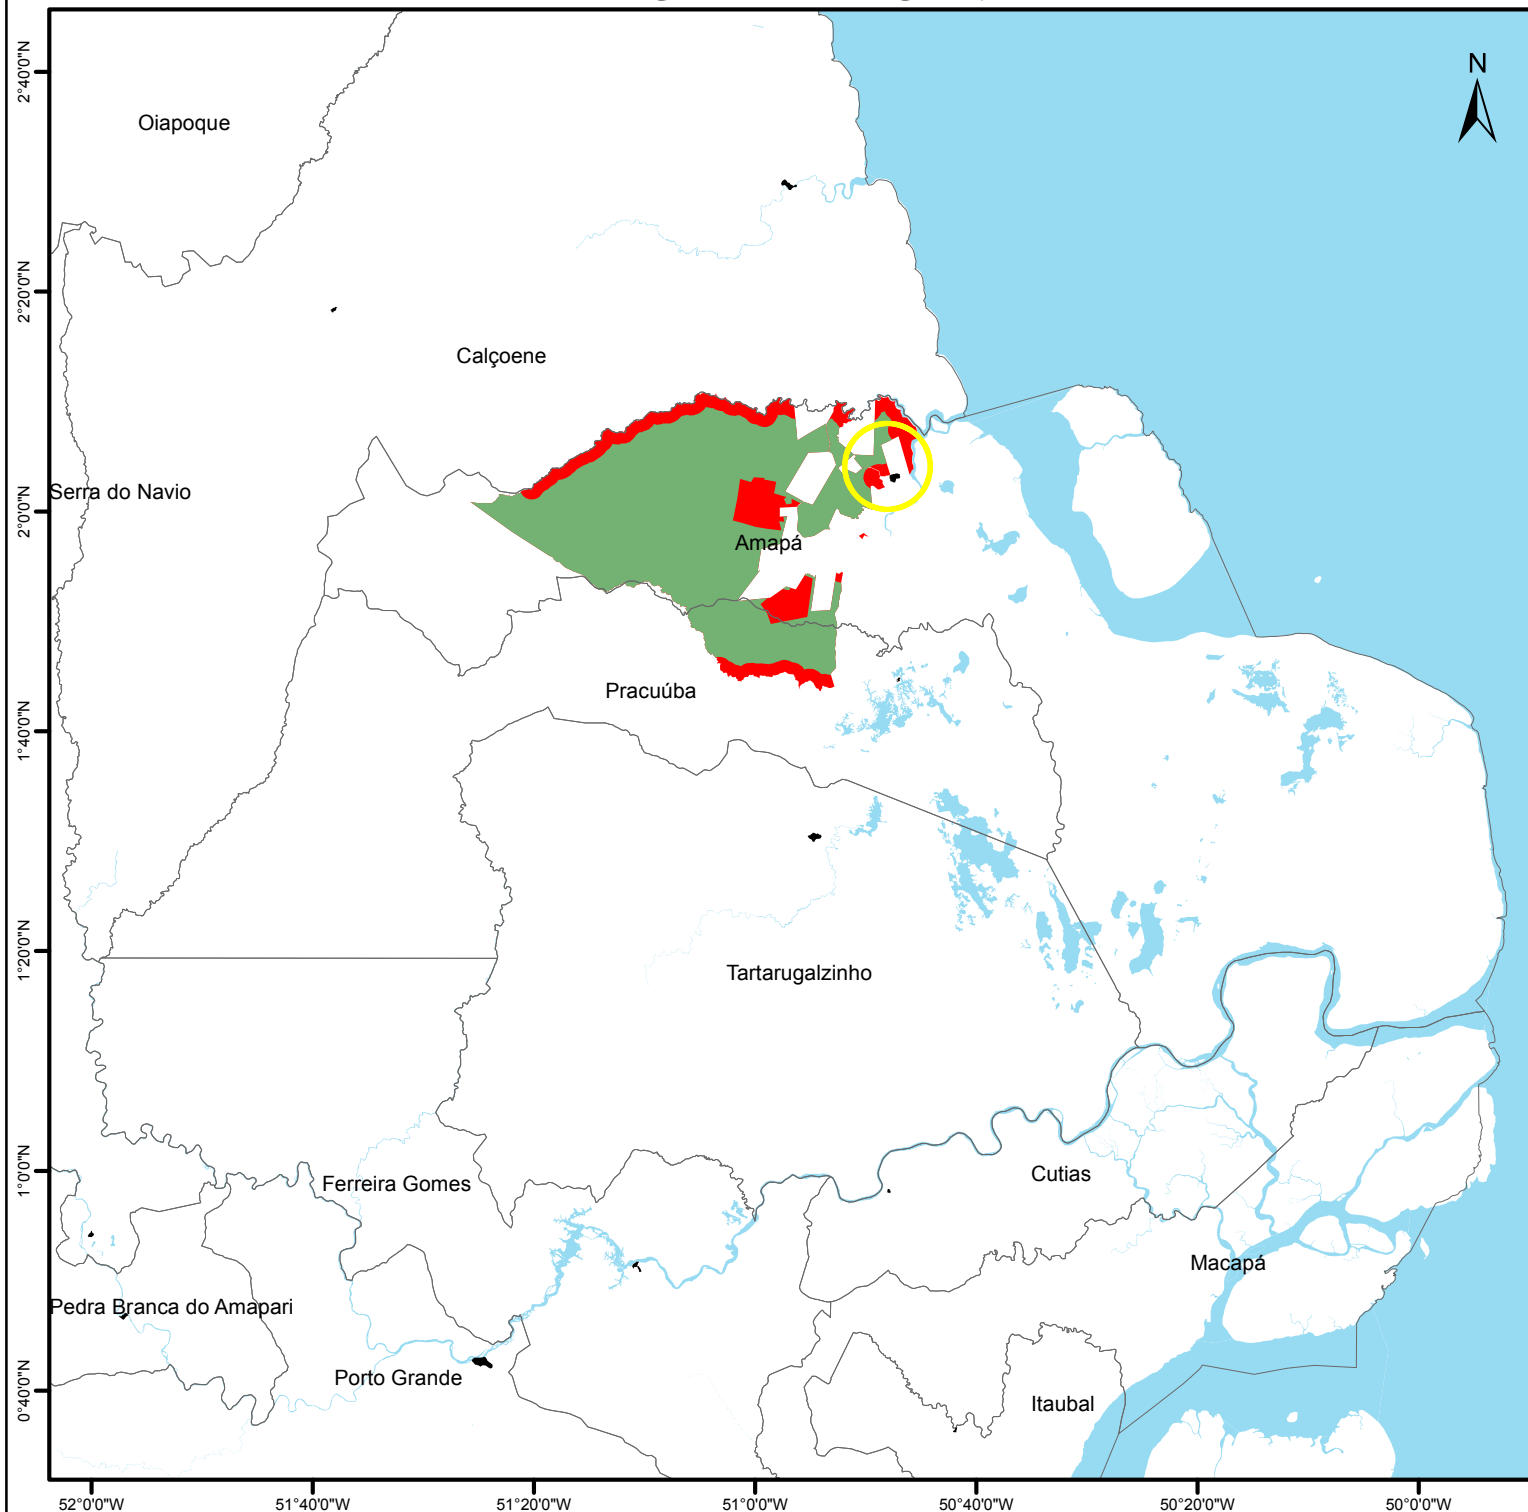 N
2°40'0"N
2°20'0"N
2°0'0"N
1°40'0"N
1°20'0"N
1°0'0"N
0°40'0"N
Oiapoque
Calçoene
Serra do Navio
Amapá
Pracuúba
Tartarugalzinho
Ferreira Gomes
Cutias
Macapá
Pedra Branca do Amapari
Porto Grande
Itaubal
52°0'0"W
51°40'0"W
51°20'0"W
51°0'0"W
50°40'0"W
50°20'0"W
50°0'0"W